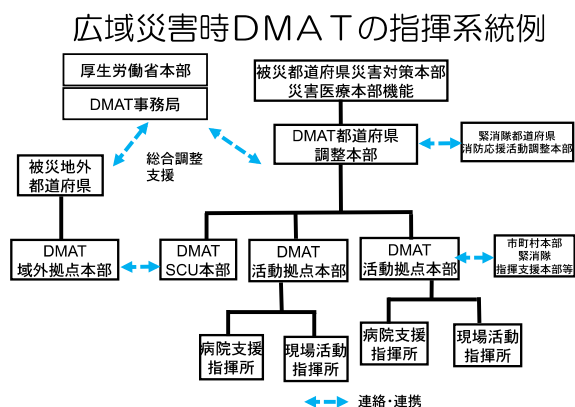 広域災害時DMATの指揮系統例
厚生労働省本部
DMAT事務局
被災都道府県災害対策本部
災害医療本部機能
DMAT都道府県
調整本部
緊消隊都道府県
消防応援活動調整本部
総合調整
支援
被災地外
都道府県
DMAT
域外拠点本部
DMAT
SCU本部
DMAT
活動拠点本部
DMAT
活動拠点本部
市町村本部
緊消隊
指揮支援本部等
病院支援
指揮所
現場活動
指揮所
病院支援
指揮所
現場活動
指揮所
連絡・連携